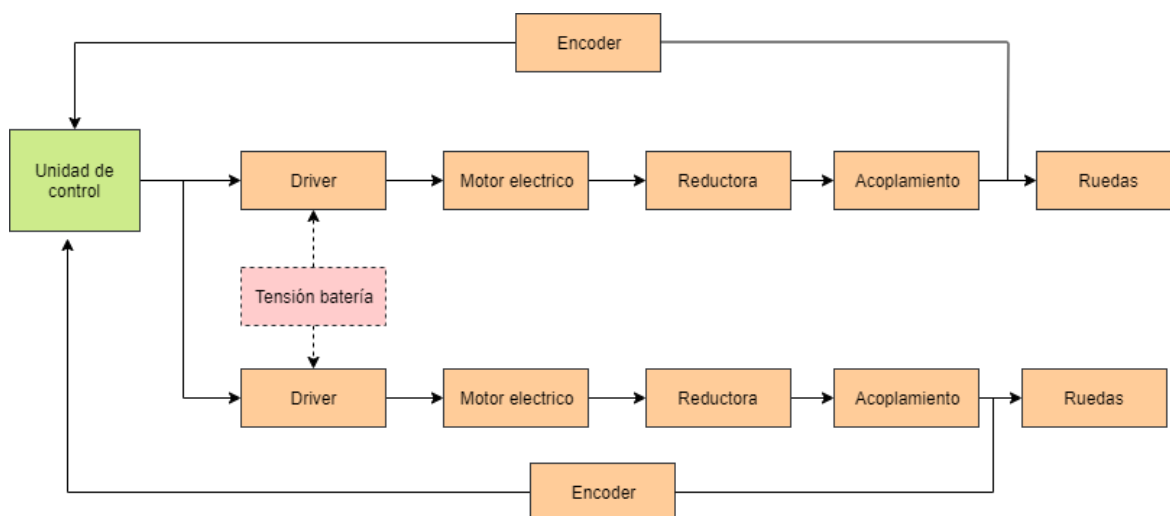 Encoder
Unidad de
control
Driver
Motor electrico
Reductora
Acoplamiento
Ruedas
Tensión batería
Driver
Motor electrico
Reductora
Acoplamiento
Ruedas
Encoder